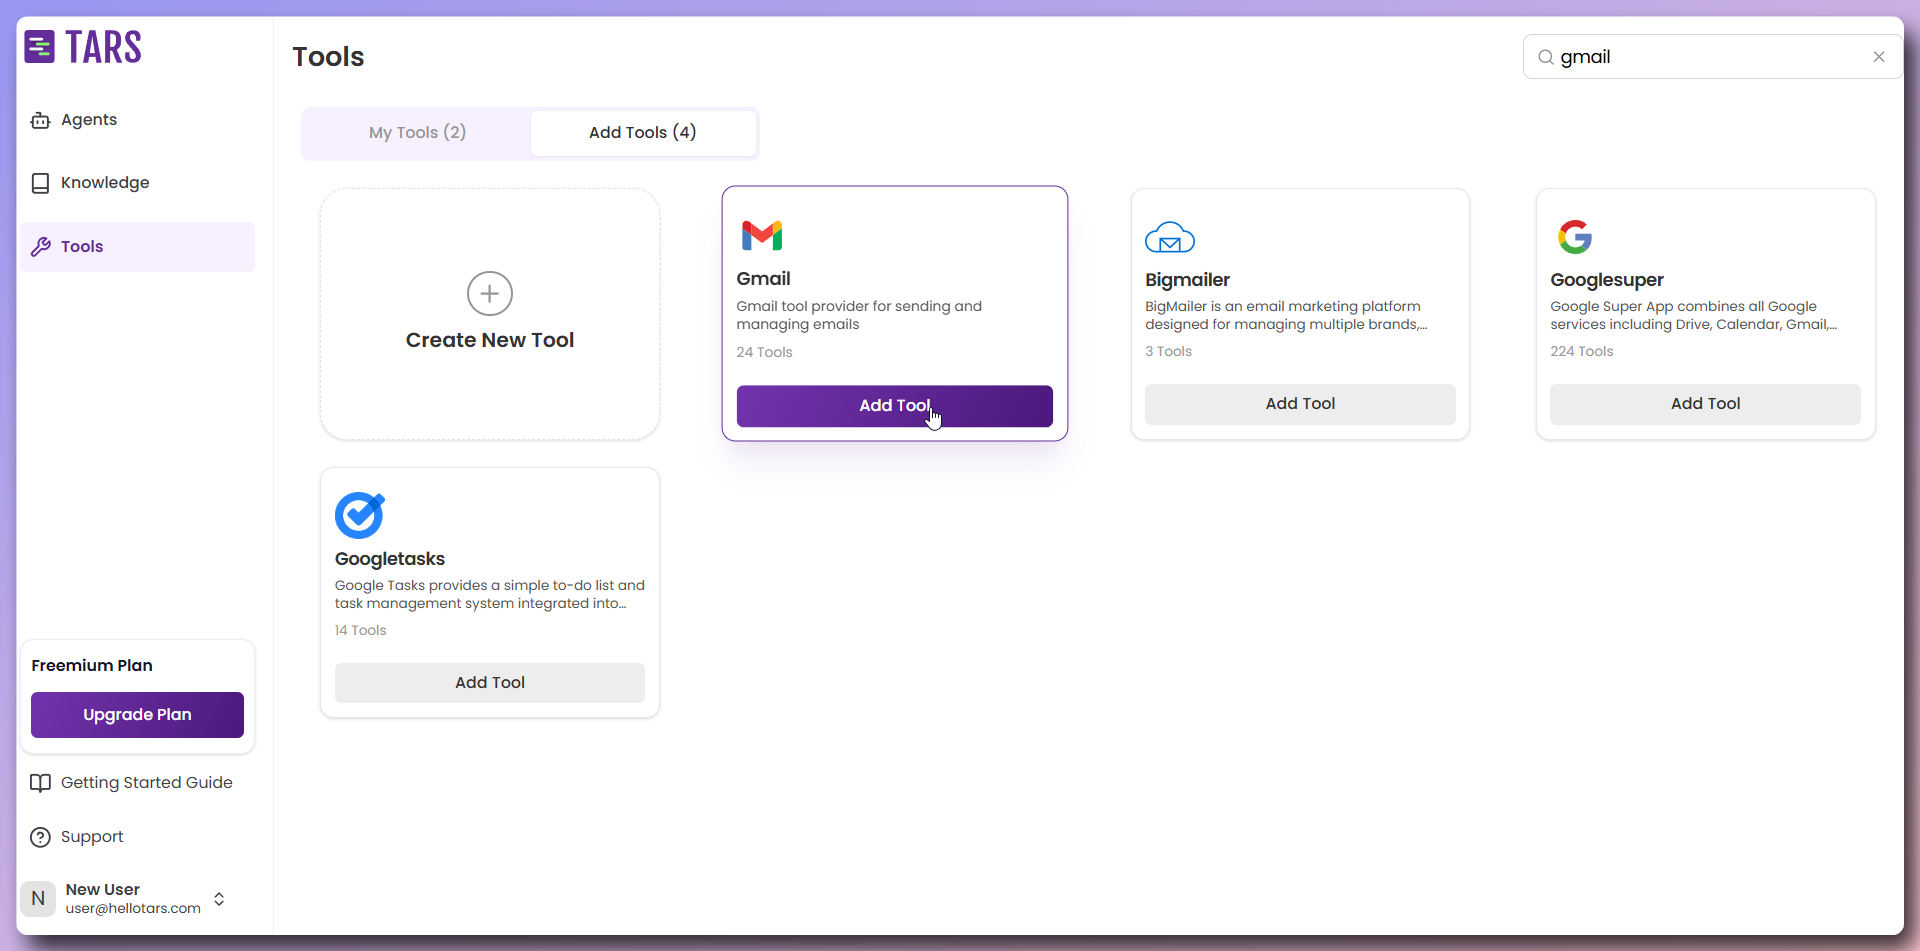 TARS
Agents
Knowledge
Tools
Freemium Plan
Upgrade Plan
Getting Started Guide
Support
N
New User
user@hellotars.com
Tools
gmail
My Tools (2)
Add Tools (4)
Create New Tool
Gmail
Gmail tool provider for sending and
managing emails
24 Tools
Add Tool
Bigmailer
BigMailer is an email marketing platform
designed for managing multiple brands,...
3 Tools
Add Tool
Googlesuper
Google Super App combines all Google
services including Drive, Calendar, Gmail,...
224 Tools
Add Tool
Googletasks
Google Tasks provides a simple to-do list and
task management system integrated into...
14 Tools
Add Tool